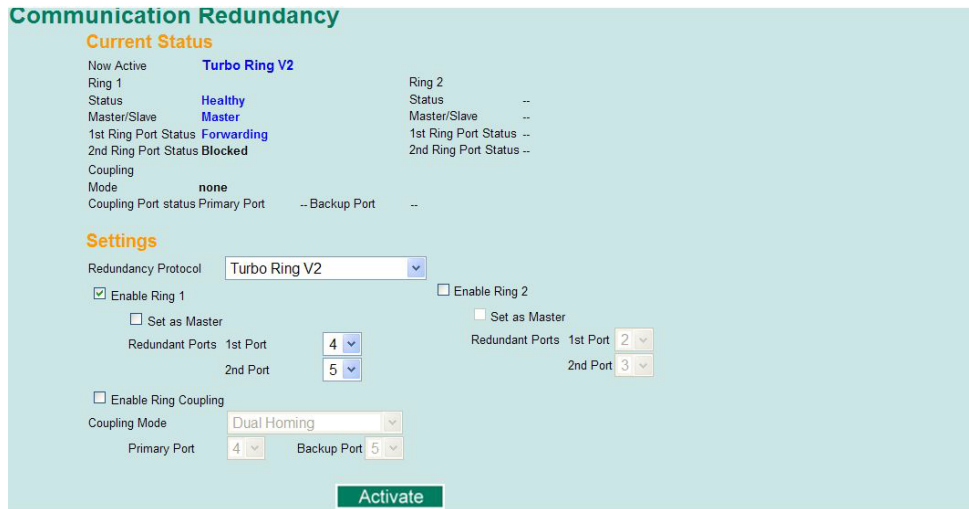 Communication Redundancy
Current Status
Now Active Turbo Ring V2
Ring 1 Ring 2
Status Healthy Status --
Master/Slave Master Master/Slave --
1st Ring Port Status Forwarding 1st Ring Port Status --
2nd Ring Port Status Blocked 2nd Ring Port Status --
Coupling
Mode none
Coupling Port status Primary Port -- Backup Port --
Settings
Redundancy Protocol Turbo Ring V2
Enable Ring 1 Enable Ring 2
Set as Master Set as Master
Redundant Ports 1st Port 4 Redundant Ports 1st Port 2
2nd Port 5 2nd Port 3
Enable Ring Coupling
Coupling Mode Dual Homing
Primary Port 4 Backup Port 5
Activate